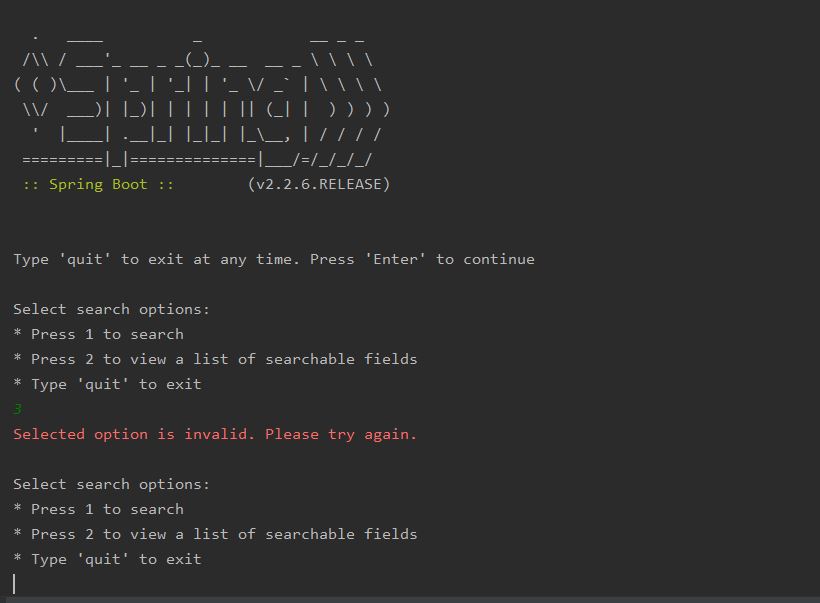 .   ____          _            __ _ _
 /\\ / ___'_ __ _ _(_)_ __  __ _ \ \ \ \
( ( )\___ | '_ | '_| | '_ \/ _` | \ \ \ \
 \\/  ___)| |_)| | | | | || (_| |  ) ) ) )
  '  |____| .__|_| |_|_| |_\__, | / / / /
 =========|_|==============|___/=/_/_/_/
 :: Spring Boot ::        (v2.2.6.RELEASE)
Type 'quit' to exit at any time. Press 'Enter' to continue
Select search options:
* Press 1 to search
* Press 2 to view a list of searchable fields
* Type 'quit' to exit
3
Selected option is invalid. Please try again.
Select search options:
* Press 1 to search
* Press 2 to view a list of searchable fields
* Type 'quit' to exit